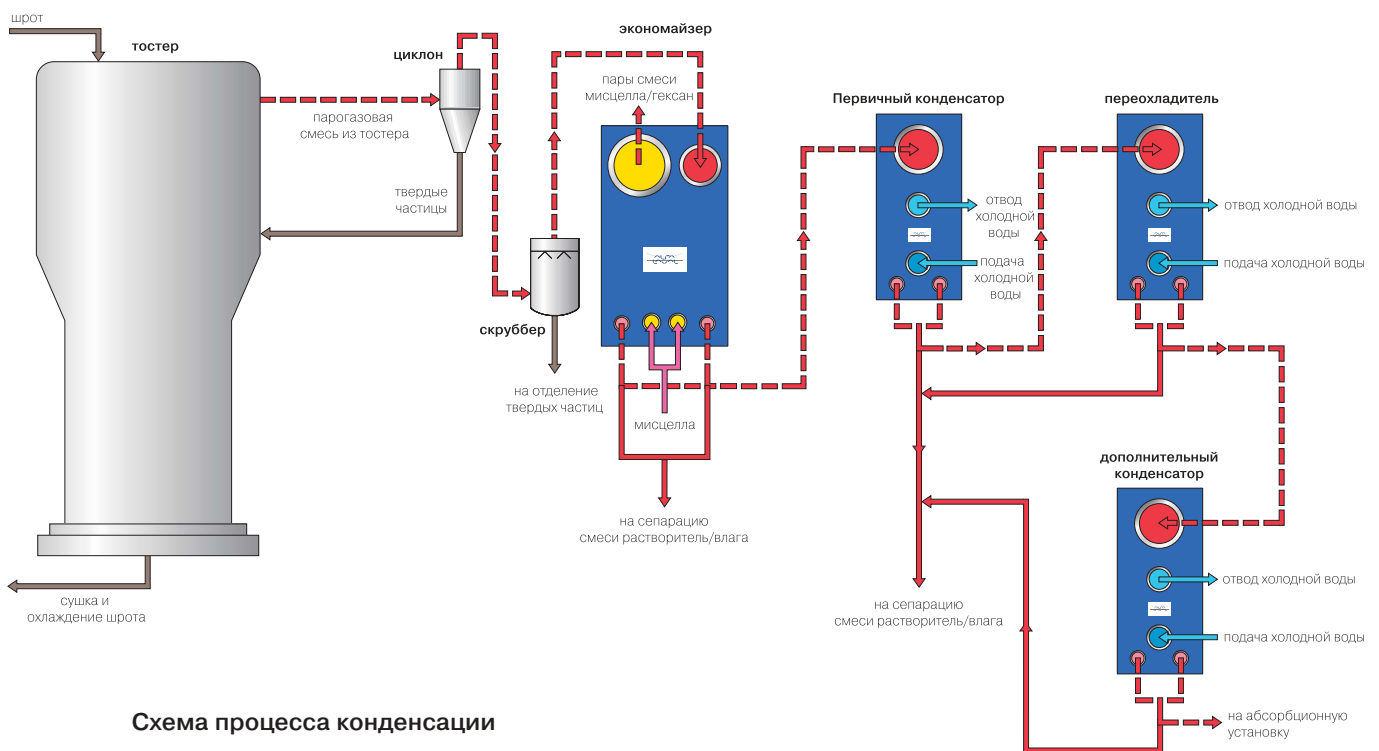 шрот
тостер
парогазовая
смесь из тостера
циклон
твердые
частицы
сушка и
охлаждение шрота
скруббер
на отделение
твердых частиц
экономайзер
пары смеси
мисцелла/гексан
мисцелла
на сепарацию
смеси растворитель/влага
Первичный конденсатор
отвод
холодной
воды
подача
холодной
воды
на сепарацию
смеси растворитель/влага
переохладитель
отвод холодной воды
подача холодной воды
дополнительный
конденсатор
отвод холодной воды
подача холодной воды
на абсорбционную
установку
Схема процесса конденсации